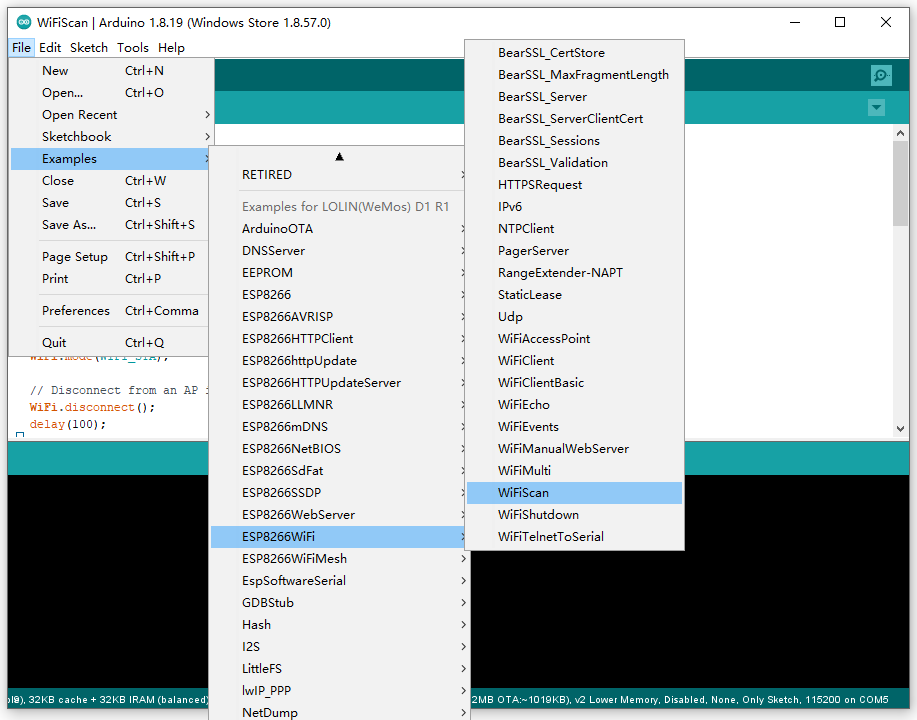 WiFiScan | Arduino 1.8.19 (Windows Store 1.8.57.0)
File Edit Sketch Tools Help
New Ctrl+N
Open... Ctrl+O
Open Recent
Sketchbook
Examples
Close Ctrl+W
Save Ctrl+S
Save As... Ctrl+Shift+S
Page Setup Ctrl+Shift+P
Print Ctrl+P
Preferences Ctrl+Comma
Quit Ctrl+Q
RETIRED
Examples for LOLIN(WeMos) D1 R1
ArduinoOTA
DNSServer
EEPROM
ESP8266
ESP8266AVRISP
ESP8266HTTPClient
ESP8266httpUpdate
ESP8266HTTPUpdateServer
ESP8266LLMNR
ESP8266mDNS
ESP8266NetBIOS
ESP8266SdFat
ESP8266SSDP
ESP8266WebServer
ESP8266WiFi
ESP8266WiFiMesh
EspSoftwareSerial
GDBStub
Hash
I2S
LittleFS
lwIP_PPP
NetDump
BearSSL_CertStore
BearSSL_MaxFragmentLength
BearSSL_Server
BearSSL_ServerClientCert
BearSSL_Sessions
BearSSL_Validation
HTTPSRequest
IPv6
NTPClient
PagerServer
RangeExtender-NAPT
StaticLease
Udp
WiFiAccessPoint
WiFiClient
WiFiClientBasic
WiFiEcho
WiFiEvents
WiFiManualWebServer
WiFiMulti
WiFiScan
WiFiShutdown
WiFiTelnetToSerial
WiFi.mode(WIFI_STA);
// Disconnect from an AP
WiFi.disconnect();
delay(100);
), 32KB cache + 32KB IRAM (balanced)
2MB OTA:~1019KB), v2 Lower Memory, Disabled, None, Only Sketch, 115200 on COM5